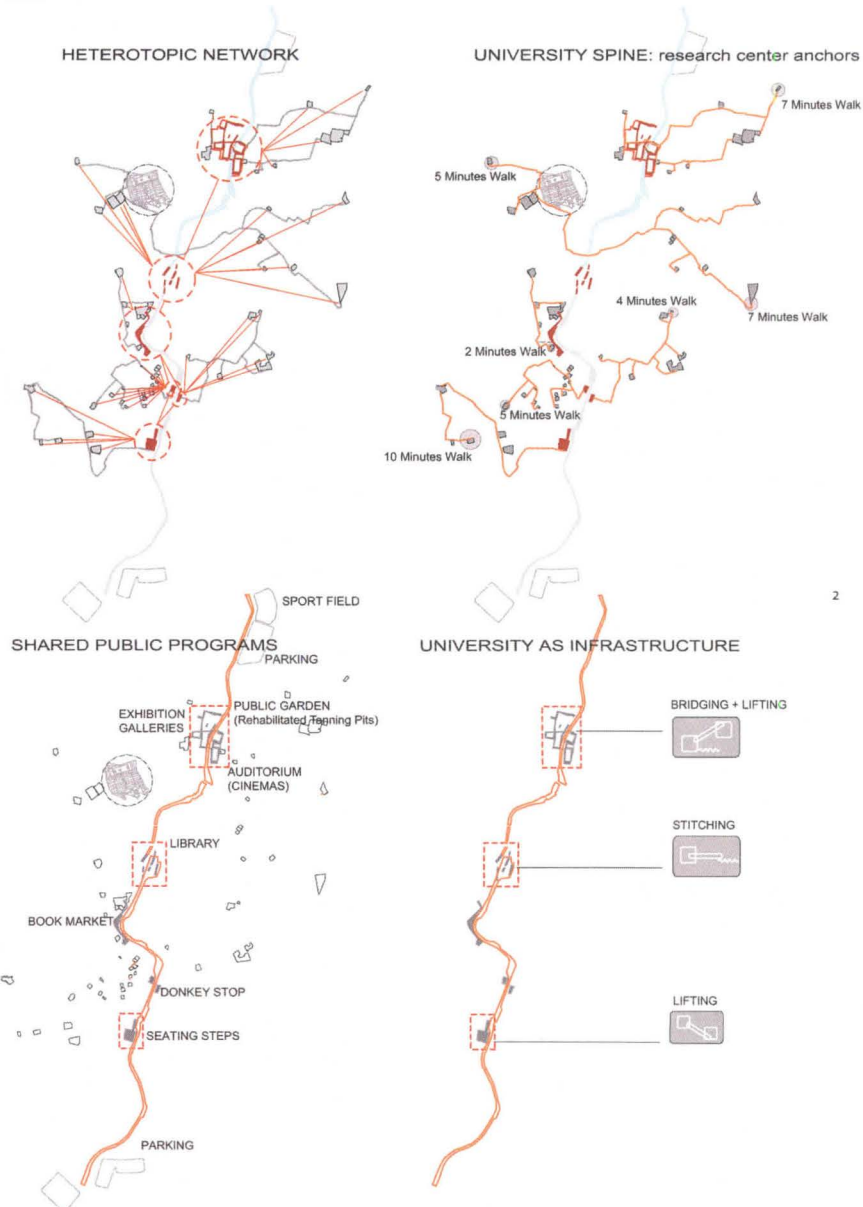 HETEROTOPIC NETWORK
UNIVERSITY SPINE: research center anchors
7 Minutes Walk
5 Minutes Walk
4 Minutes Walk
7 Minutes Walk
2 Minutes Walk
5 Minutes Walk
10 Minutes Walk
2
SHARED PUBLIC PROGRAMS
SPORT FIELD
PARKING
EXHIBITION
GALLERIES
PUBLIC GARDEN
(Rehabilitated Tanning Pits)
AUDITORIUM
(CINEMAS)
LIBRARY
BOOK MARKET
DONKEY STOP
SEATING STEPS
PARKING
UNIVERSITY AS INFRASTRUCTURE
BRIDGING + LIFTING
STITCHING
LIFTING